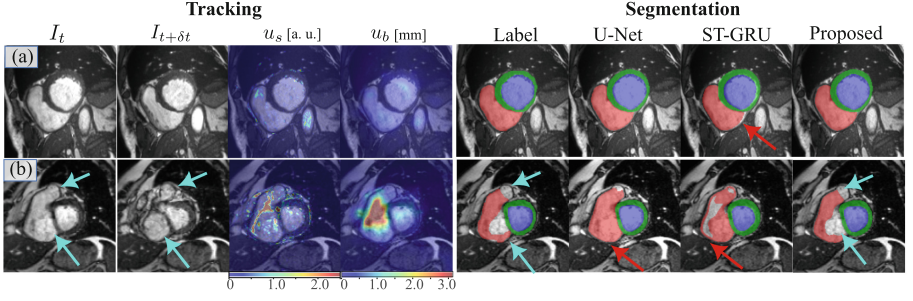 Tracking Segmentation
I_t I_{t+δt} u_s [a. u.] u_b [mm] Label U-Net ST-GRU Proposed
(a)
(b)
0 1.0 2.0 0 1.0 2.0 3.0